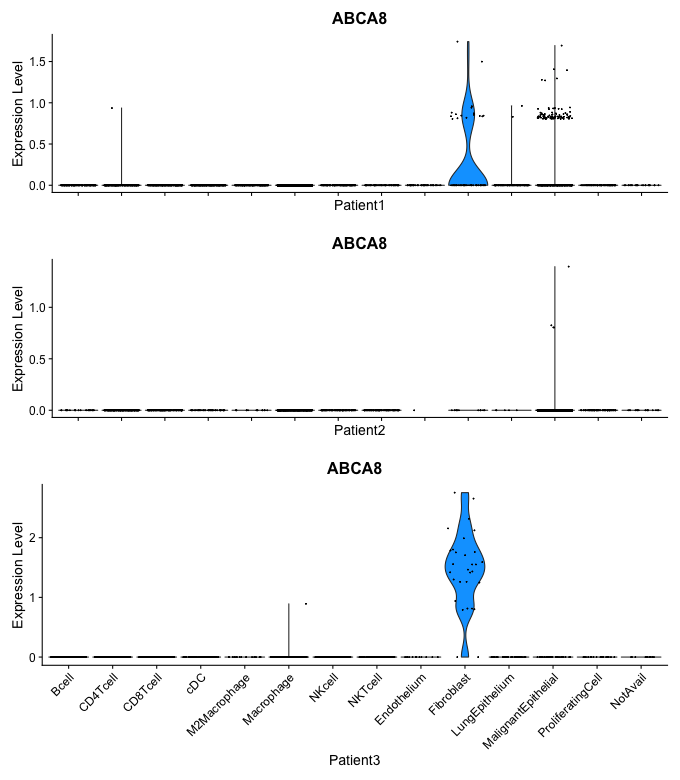 ABCA8
Expression Level
1.5
1.0
0.5
0.0
Patient1
ABCA8
Expression Level
1.0
0.5
0.0
Patient2
ABCA8
Expression Level
2
1
0
Bcell
CD4Tcell
CD8Tcell
cDC
M2Macrophage
Macrophage
NKcell
NKTcell
Endothelium
Fibroblast
LungEpithelium
MalignantEpithelial
ProliferatingCell
NotAvail
Patient3